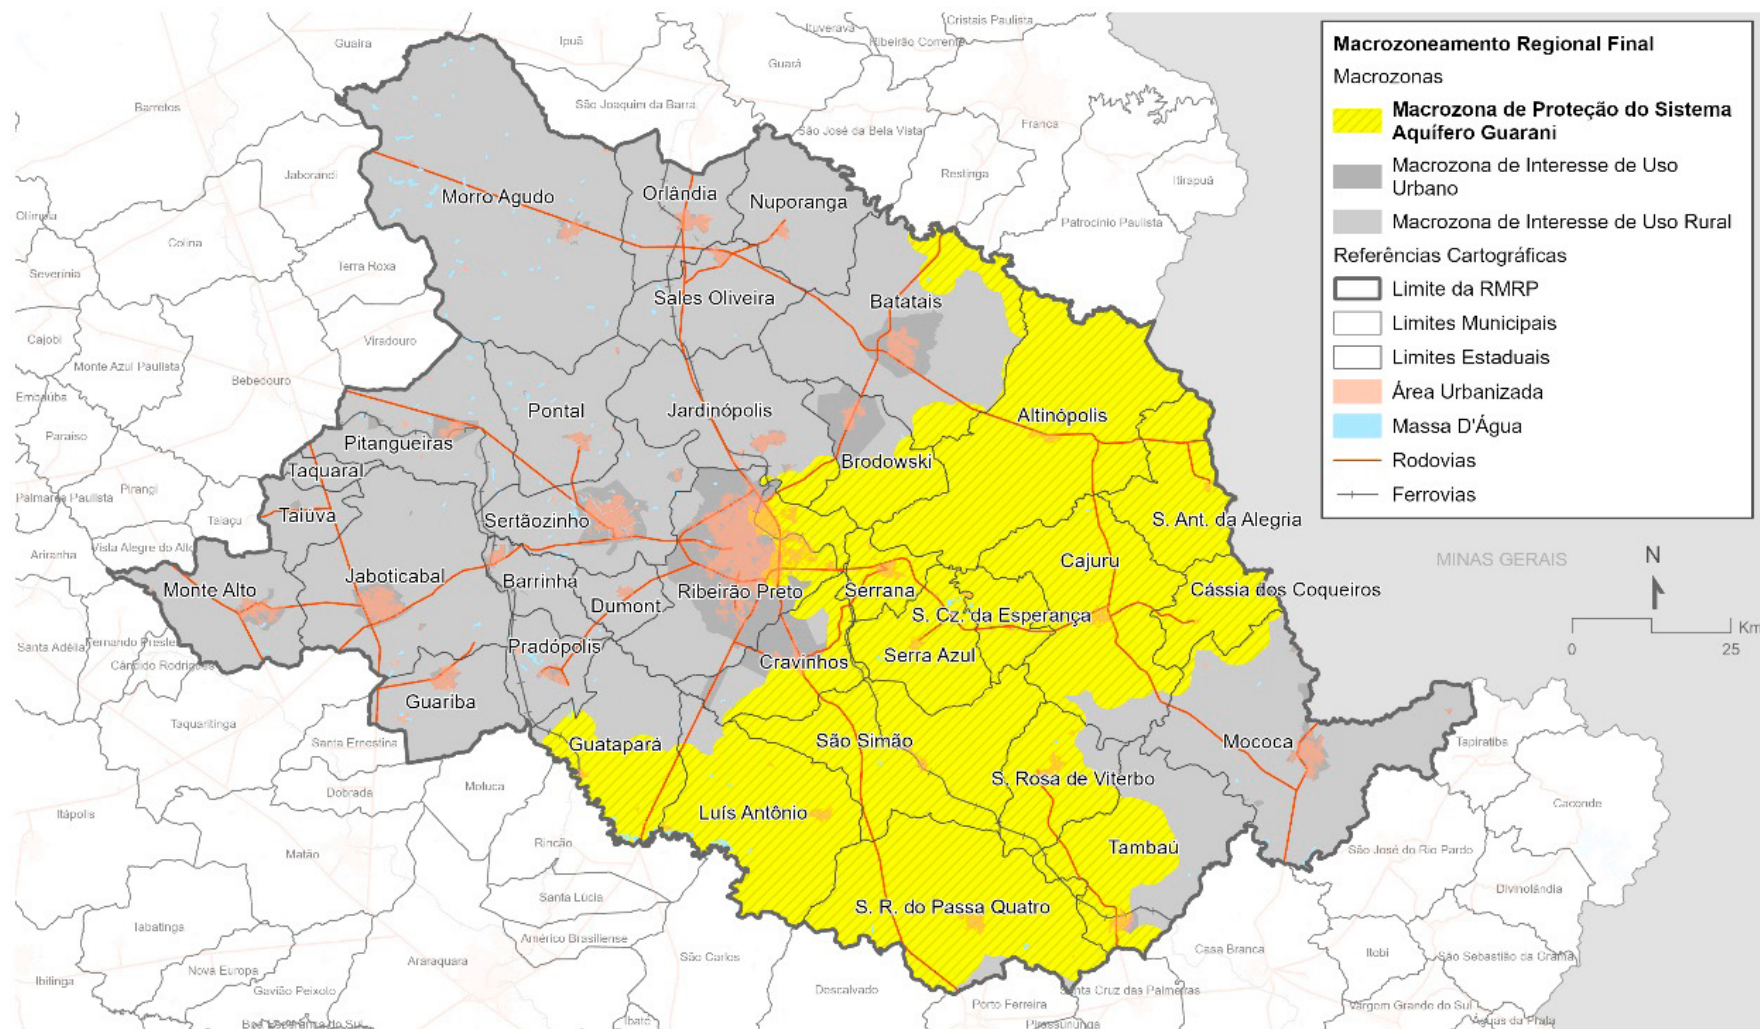 Cristais Paulista
Ituverava
Ribeirão Corrente
Guaíra
Ipuã
Guará
Barretos
São Joaquim da Barra
São José da Bela Vista
Franca
Restinga
Itirapuã
Patrocínio Paulista
Jaborandi
Morro Agudo
Orlândia
Nuporanga
Olímpia
Colina
Severínia
Terra Roxa
Sales Oliveira
Batatais
Cajobi
Viradouro
Monte Azul Paulista
Bebedouro
Embaúba
Paraíso
Pontal
Jardinópolis
Altinópolis
Pitangueiras
Brodowski
Taquaral
Palmares Paulista
Pirangi
Taiaçu
Taiúva
Sertãozinho
S. Ant. da Alegria
Ariranha
Vista Alegre do Alto
Monte Alto
Jaboticabal
Barrinha
Dumont
Ribeirão Preto
Serrana
Cajuru
Cássia dos Coqueiros
S. Cz. da Esperança
Santa Adélia
Fernando Prestes
Cândido Rodrigues
Pradópolis
Cravinhos
Serra Azul
Guariba
Taquaritinga
Santa Ernestina
Guatapará
São Simão
Mococa
Tapiratiba
Dobrada
Motuca
S. Rosa de Viterbo
Caconde
Itápolis
Luís Antônio
Matão
Rincão
Tambaú
São José do Rio Pardo
Santa Lúcia
Divinolândia
S. R. do Passa Quatro
Tabatinga
Américo Brasiliense
São Carlos
Casa Branca
Itobi
São Sebastião da Grama
Ibitinga
Nova Europa
Araraquara
Gavião Peixoto
Descalvado
Porto Ferreira
Santa Cruz das Palmeiras
Vargem Grande do Sul
Boa Esperança do Sul
Ibaté
Pirassununga
Águas da Prata
MINAS GERAIS
N
Km
0 25
Macrozoneamento Regional Final
Macrozonas
Macrozona de Proteção do Sistema
Aquífero Guarani
Macrozona de Interesse de Uso
Urbano
Macrozona de Interesse de Uso Rural
Referências Cartográficas
Limite da RMRP
Limites Municipais
Limites Estaduais
Área Urbanizada
Massa D'Água
Rodovias
Ferrovias